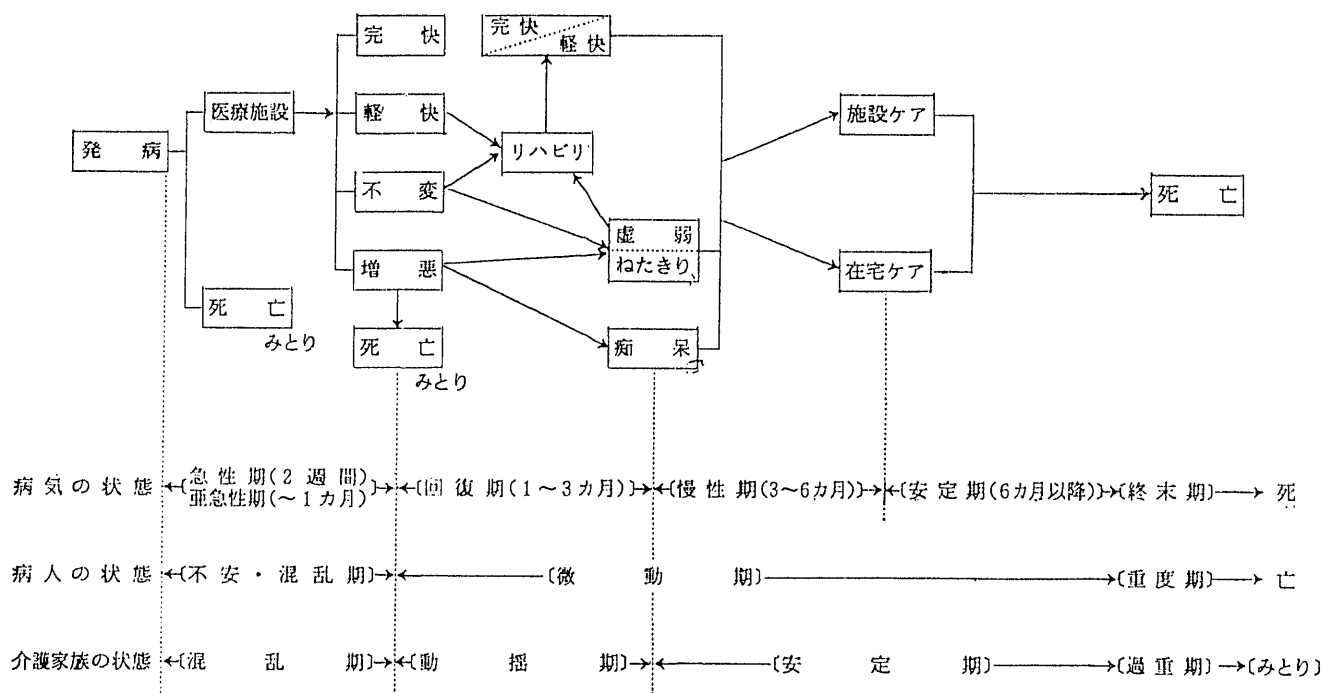 完快
完快
軽快
医療施設
軽快
施設ケア
発病
リハビリ
不変
死亡
虚弱
ねたきり
増悪
在宅ケア
死亡
みとり
死亡
みとり
痴呆
病気の状態 ←〔急性期(2週間) 亜急性期(~1カ月)〕→←〔回復期(1~3カ月)〕→←〔慢性期(3~6カ月)〕→←〔安定期(6カ月以降)〕→〔終末期〕→ 死
病人の状態 ←〔不安・混乱期〕→←〔微動期〕→〔重度期〕→ 亡
介護家族の状態 ←〔混乱期〕→←〔動揺期〕→←〔安定期〕→〔過重期〕→〔みとり〕